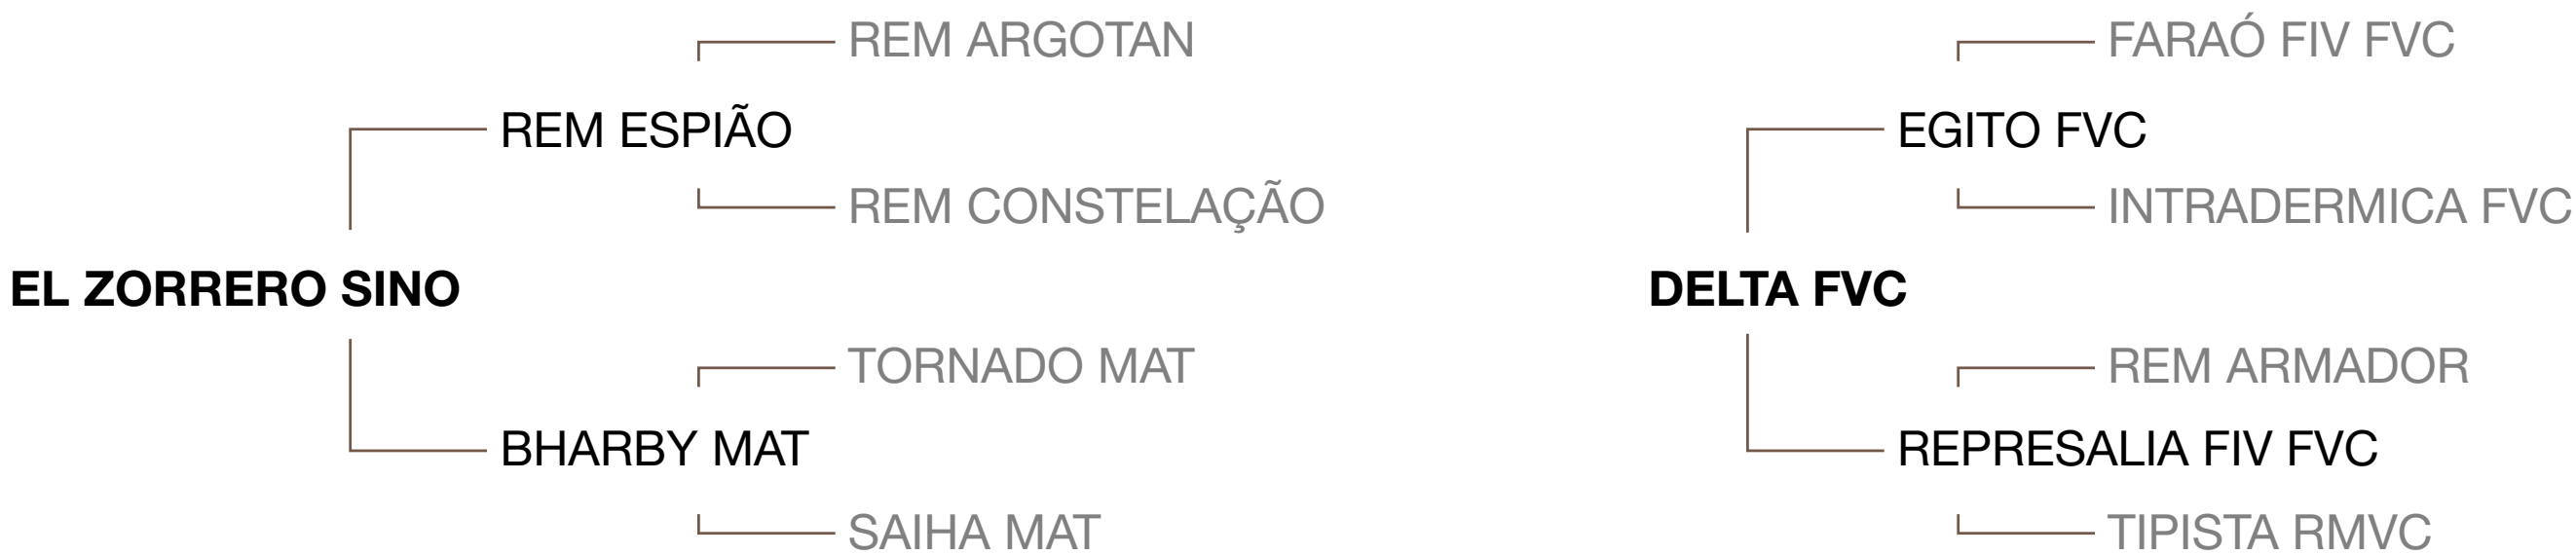 REM ARGOTAN
REM ESPIÃO
REM CONSTELAÇÃO
EL ZORRERO SINO
TORNADO MAT
BHARBY MAT
SAIHA MAT
FARAÓ FIV FVC
EGITO FVC
INTRADERMICA FVC
DELTA FVC
REM ARMADOR
REPRESALIA FIV FVC
TIPISTA RMVC